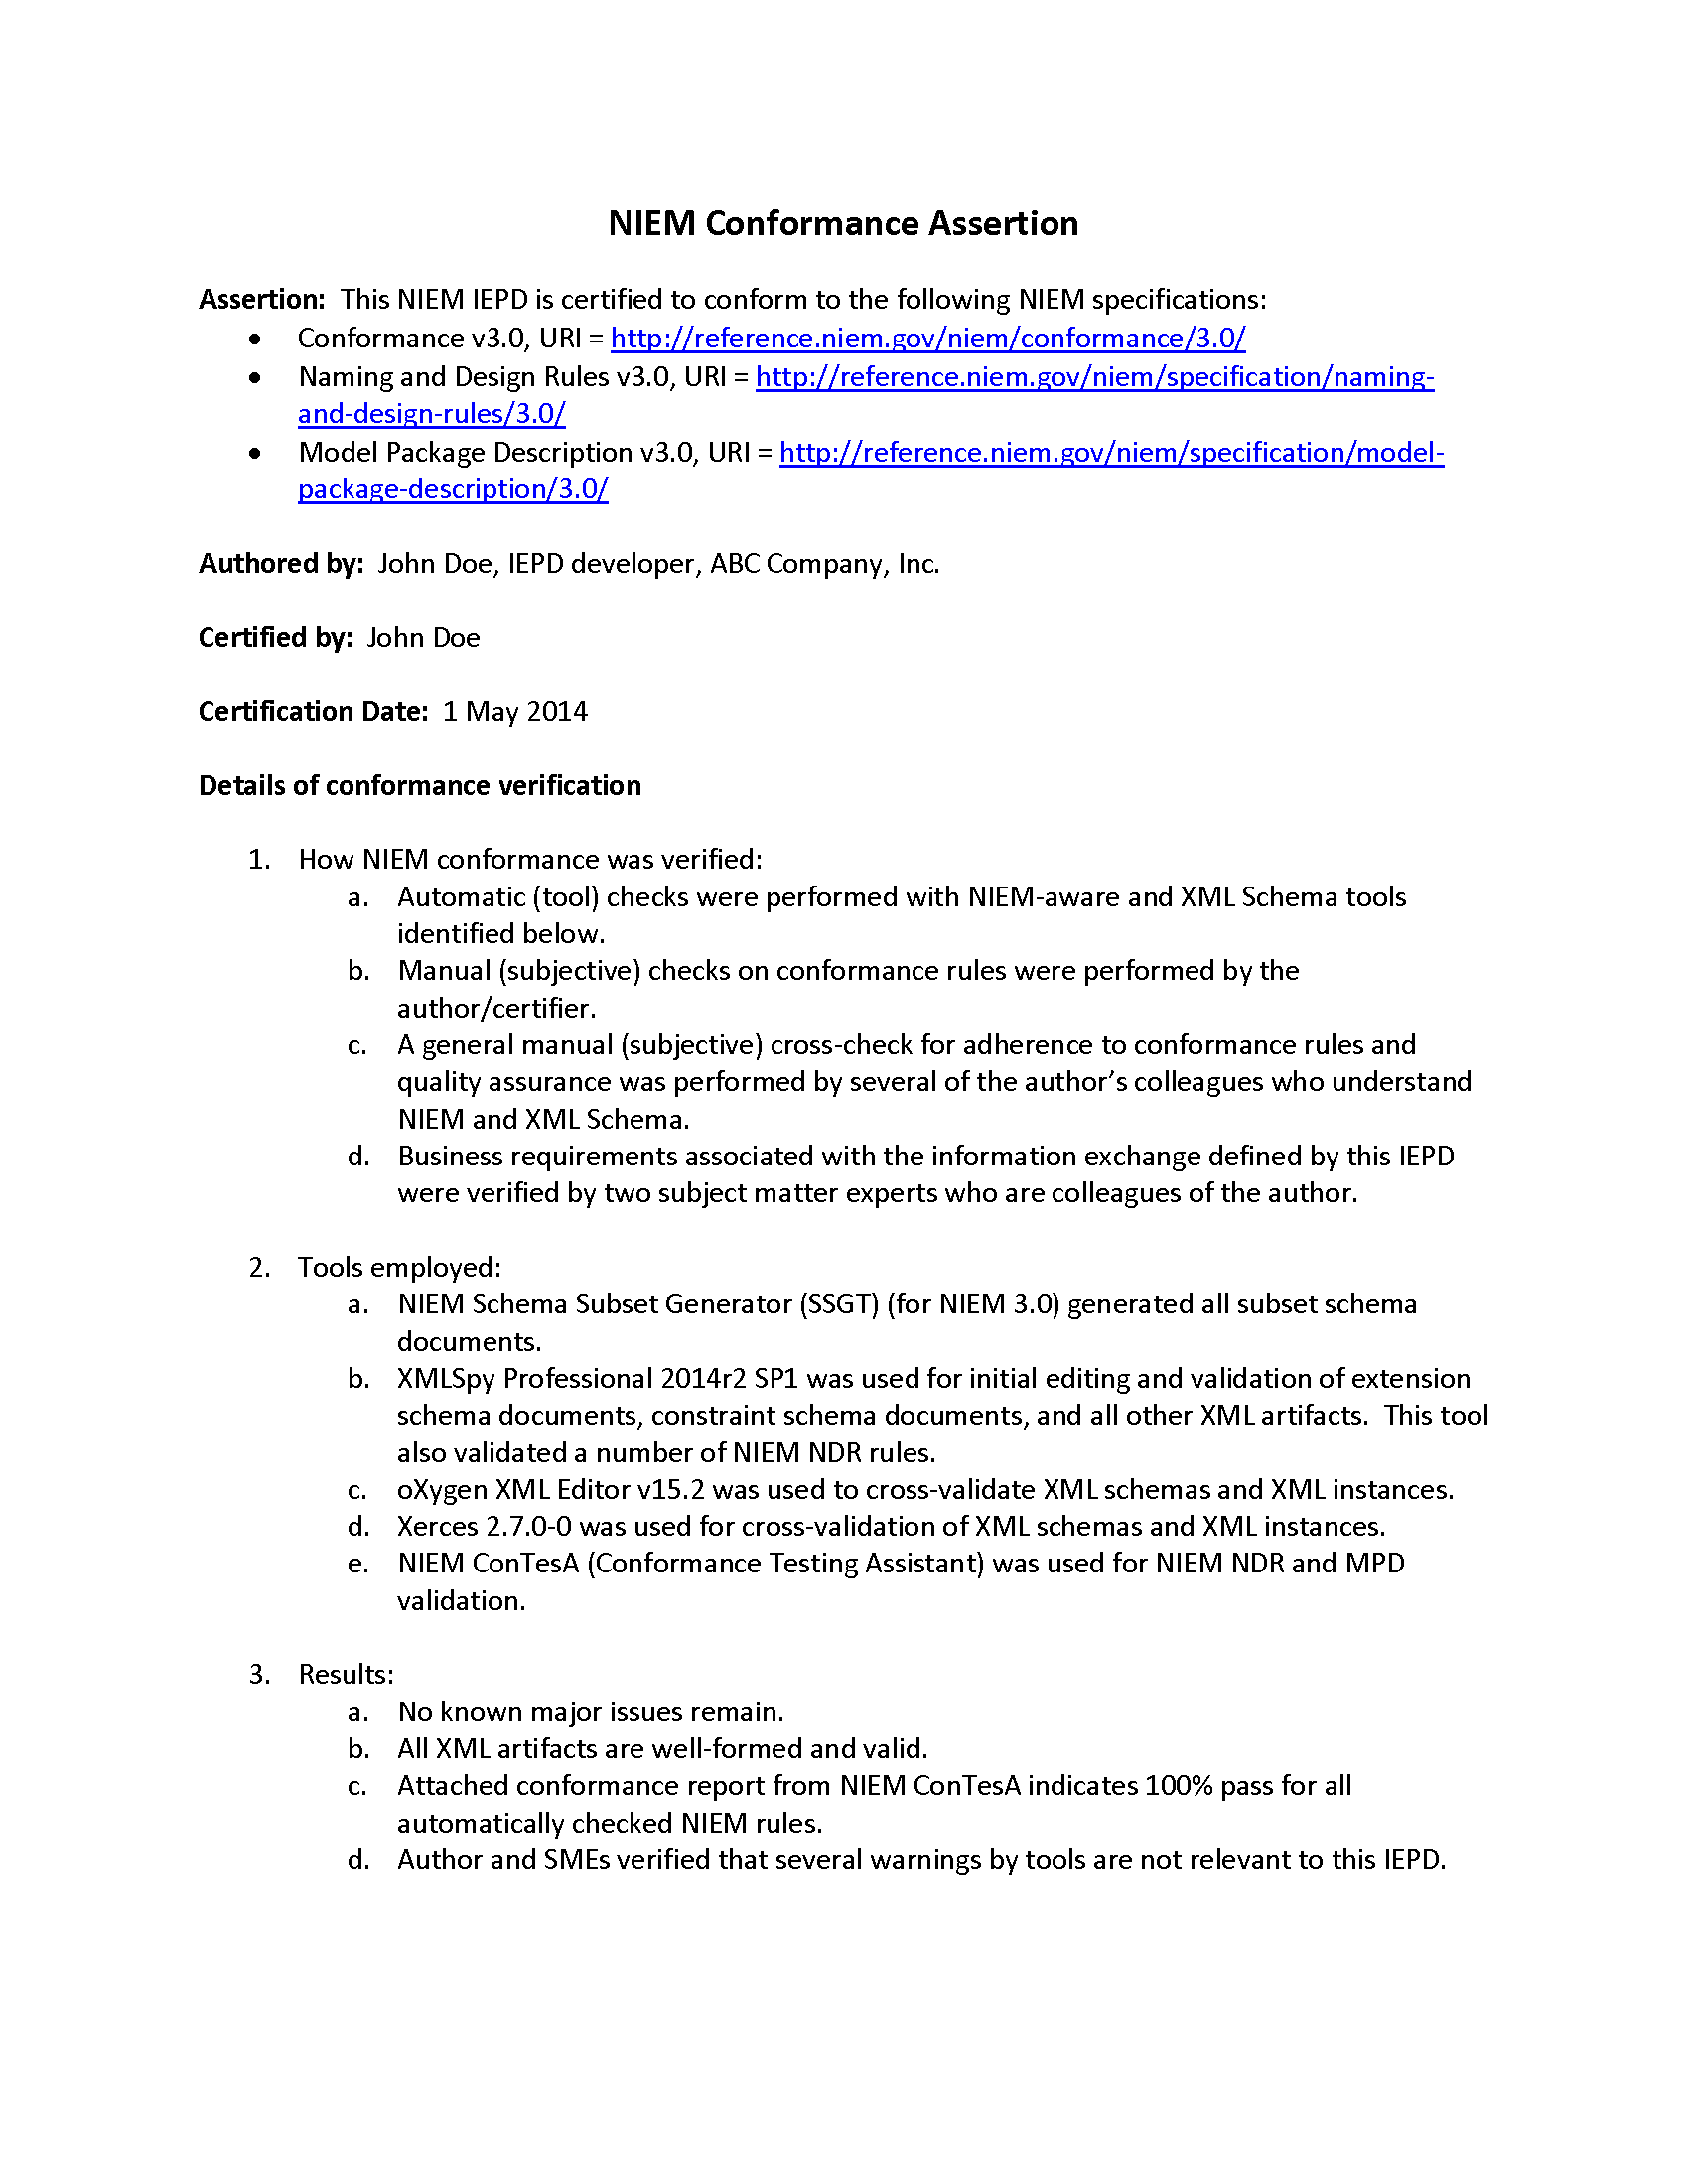 NIEM Conformance Assertion
Assertion:  This NIEM IEPD is certified to conform to the following NIEM specifications:
• Conformance v3.0, URI = http://reference.niem.gov/niem/conformance/3.0/
• Naming and Design Rules v3.0, URI = http://reference.niem.gov/niem/specification/naming-
and-design-rules/3.0/
• Model Package Description v3.0, URI = http://reference.niem.gov/niem/specification/model-
package-description/3.0/
Authored by:  John Doe, IEPD developer, ABC Company, Inc.
Certified by:  John Doe
Certification Date:  1 May 2014
Details of conformance verification
1. How NIEM conformance was verified:
a. Automatic (tool) checks were performed with NIEM-aware and XML Schema tools
identified below.
b. Manual (subjective) checks on conformance rules were performed by the
author/certifier.
c. A general manual (subjective) cross-check for adherence to conformance rules and
quality assurance was performed by several of the author’s colleagues who understand
NIEM and XML Schema.
d. Business requirements associated with the information exchange defined by this IEPD
were verified by two subject matter experts who are colleagues of the author.
2. Tools employed:
a. NIEM Schema Subset Generator (SSGT) (for NIEM 3.0) generated all subset schema
documents.
b. XMLSpy Professional 2014r2 SP1 was used for initial editing and validation of extension
schema documents, constraint schema documents, and all other XML artifacts.  This tool
also validated a number of NIEM NDR rules.
c. oXygen XML Editor v15.2 was used to cross-validate XML schemas and XML instances.
d. Xerces 2.7.0-0 was used for cross-validation of XML schemas and XML instances.
e. NIEM ConTesA (Conformance Testing Assistant) was used for NIEM NDR and MPD
validation.
3. Results:
a. No known major issues remain.
b. All XML artifacts are well-formed and valid.
c. Attached conformance report from NIEM ConTesA indicates 100% pass for all
automatically checked NIEM rules.
d. Author and SMEs verified that several warnings by tools are not relevant to this IEPD.